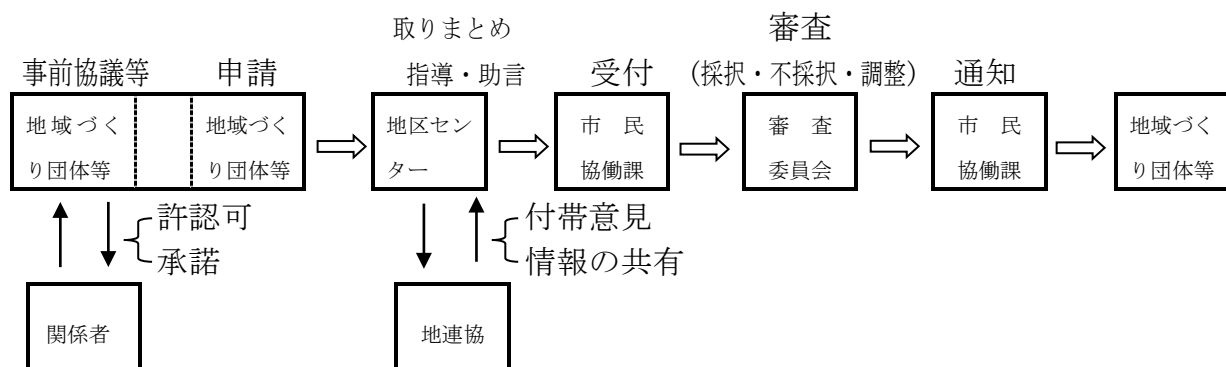 取りまとめ
審査
事前協議等
申請
指導・助言
受付
(採択・不採択・調整)
通知
地域づく
り団体等
地域づく
り団体等
地区セン
ター
市 民
協働課
審 査
委員会
市 民
協働課
地域づく
り団体等
許認可
承諾
付帯意見
情報の共有
関係者
地連協